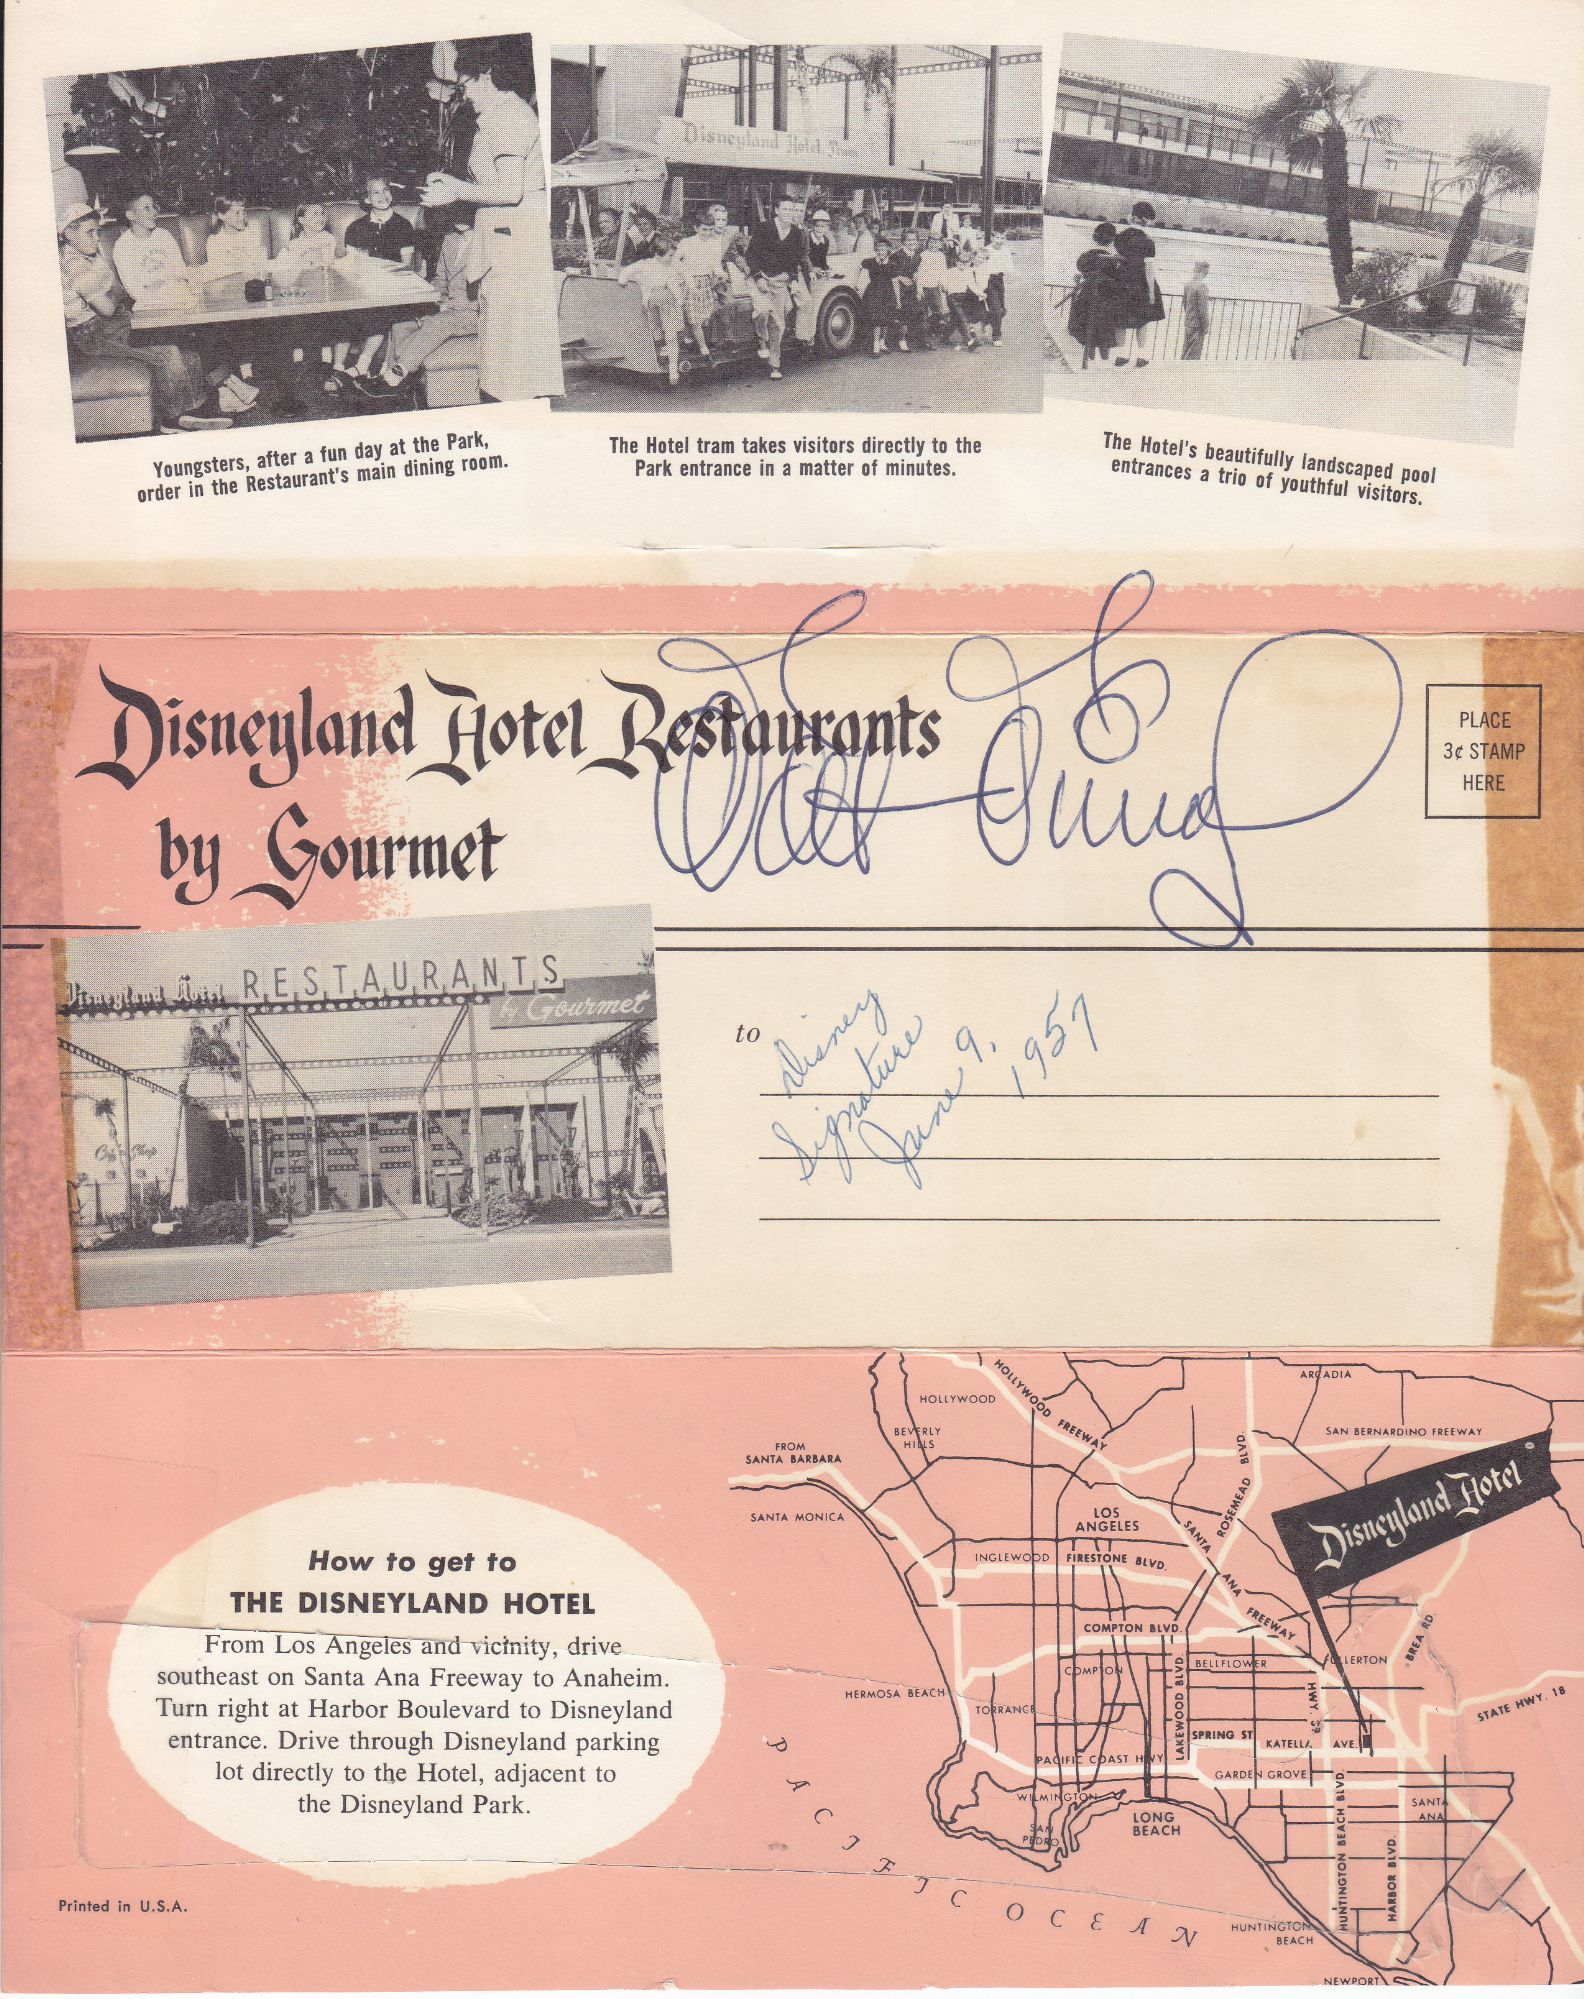 Disneyland Hotel Tram
Youngsters, after a fun day at the Park,
order in the Restaurant's main dining room.
The Hotel tram takes visitors directly to the
Park entrance in a matter of minutes.
The Hotel's beautifully landscaped pool
entrances a trio of youthful visitors.
Disneyland Hotel Restaurants
by Gourmet
PLACE
3¢ STAMP
HERE
Disneyland Hotel RESTAURANTS
by Gourmet
to
Disney
Signature
June 9,
1957
How to get to
THE DISNEYLAND HOTEL
From Los Angeles and vicinity, drive
southeast on Santa Ana Freeway to Anaheim.
Turn right at Harbor Boulevard to Disneyland
entrance. Drive through Disneyland parking
lot directly to the Hotel, adjacent to
the Disneyland Park.
Printed in U.S.A.
HOLLYWOOD
HOLLYWOOD FREEWAY
ARCADIA
BEVERLY
HILLS
SAN BERNARDINO FREEWAY
FROM
SANTA BARBARA
ROSEMEAD BLVD.
Disneyland Hotel
SANTA MONICA
LOS
ANGELES
SANTA ANA FREEWAY
INGLEWOOD
FIRESTONE BLVD.
COMPTON BLVD.
BREA RD.
COMPTON
BELLFLOWER
FULLERTON
HERMOSA BEACH
TORRANCE
LAKEWOOD BLVD.
HWY. 39
STATE HWY. 18
SPRING ST
KATELLA AVE.
PACIFIC COAST HWY
GARDEN GROVE
WILMINGTON
SAN
PEDRO
LONG
BEACH
SANTA
ANA
HUNTINGTON BEACH BLVD.
HARBOR BLVD.
PACIFIC OCEAN
HUNTINGTON
BEACH
NEWPORT